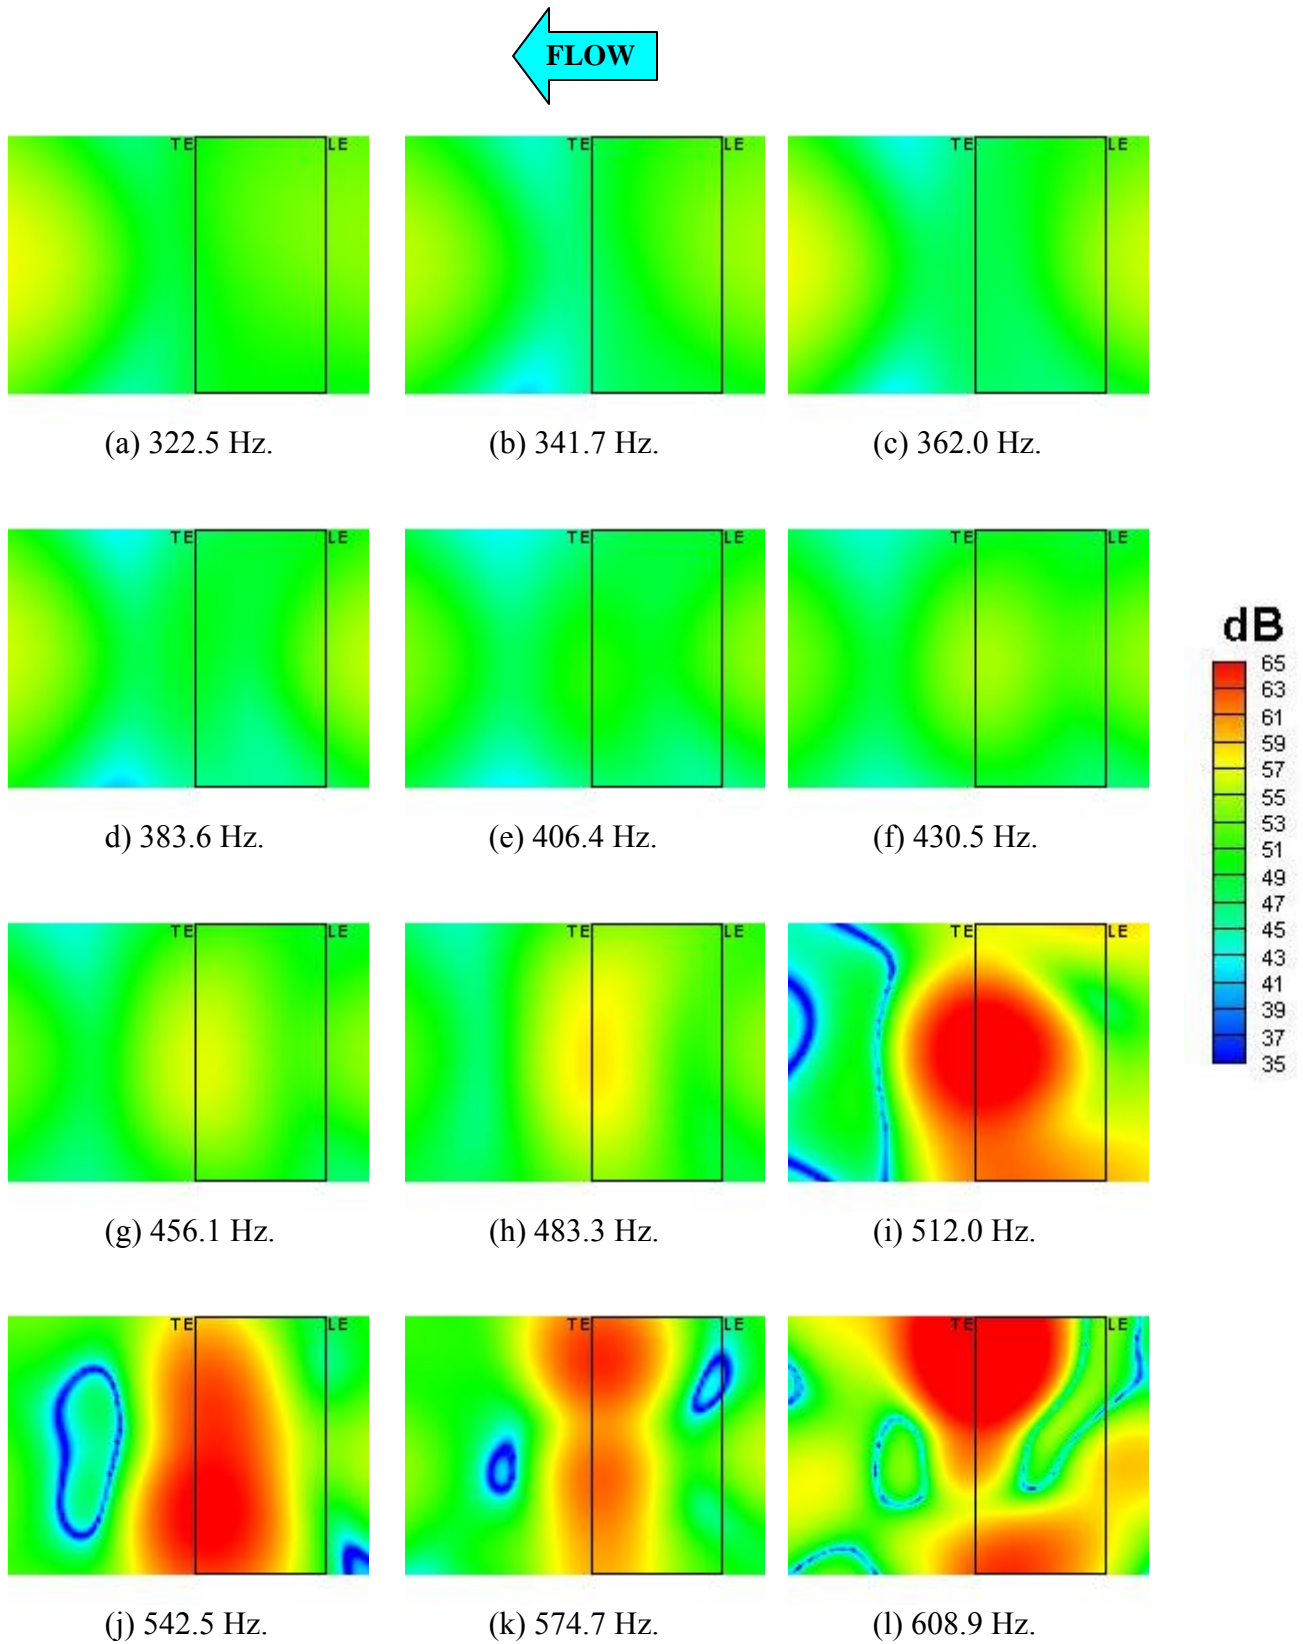 FLOW
TE LE TE LE TE LE
(a) 322.5 Hz. (b) 341.7 Hz. (c) 362.0 Hz.
TE LE TE LE TE LE
d) 383.6 Hz. (e) 406.4 Hz. (f) 430.5 Hz.
TE LE TE LE TE LE
(g) 456.1 Hz. (h) 483.3 Hz. (i) 512.0 Hz.
TE LE TE LE TE LE
(j) 542.5 Hz. (k) 574.7 Hz. (l) 608.9 Hz.
dB
65
63
61
59
57
55
53
51
49
47
45
43
41
39
37
35